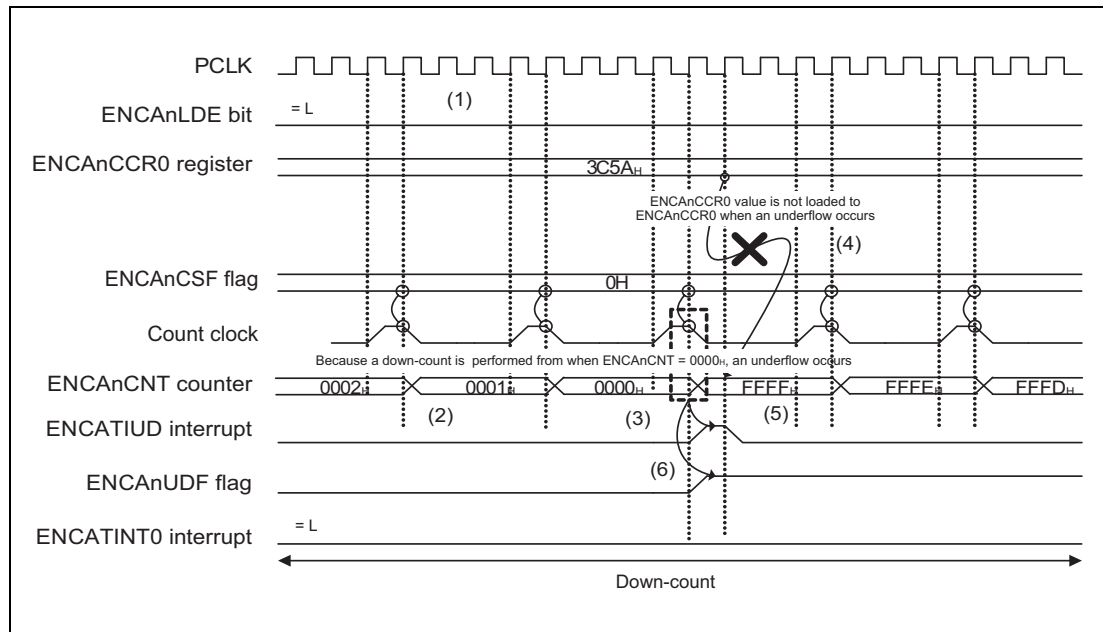 PCLK
(1)
ENCAnLDE bit
= L
ENCAnCCR0 register
3C5AH
ENCAnCCR0 value is not loaded to
ENCAnCCR0 when an underflow occurs
(4)
ENCAnCSF flag
0H
Count clock
Because a down-count is performed from when ENCAnCNT = 0000H, an underflow occurs
ENCAnCNT counter
0002H 0001H 0000H FFFFH FFFEH FFFDH
(2) (3) (5)
ENCATIUD interrupt
(6)
ENCAnUDF flag
ENCATINT0 interrupt
= L
Down-count